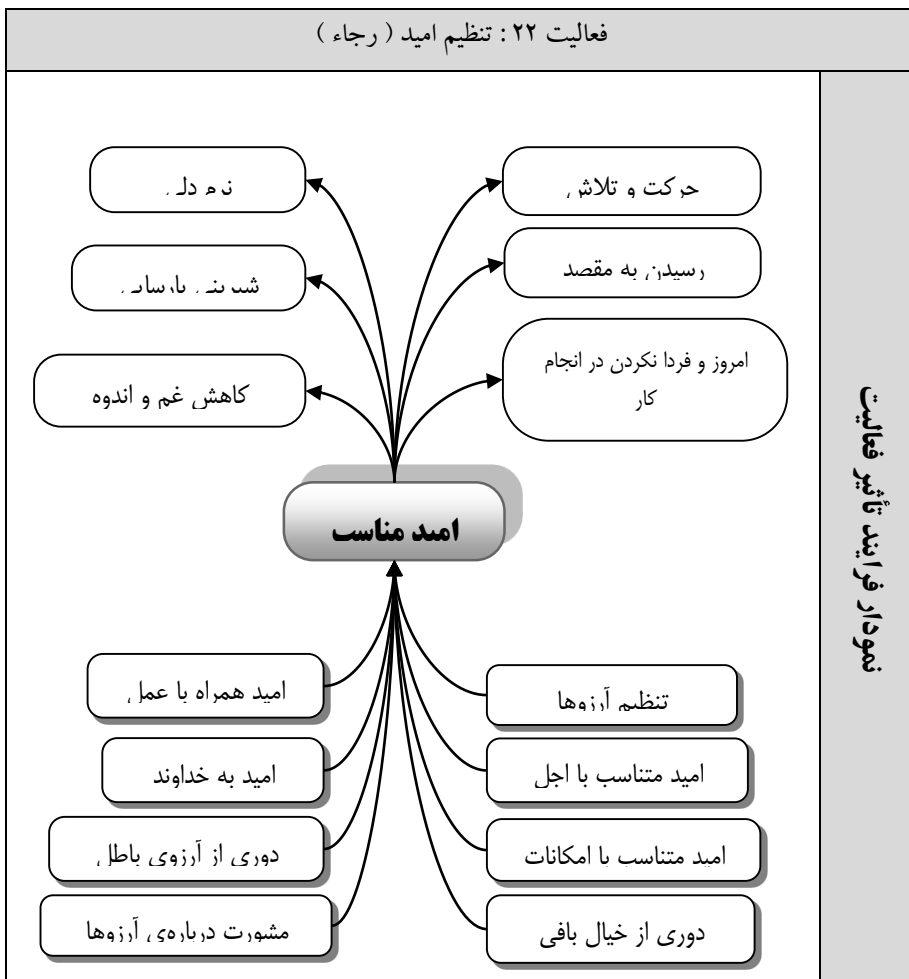 فعالیت ۲۲ : تنظیم امید ( رجاء )
نمودار فرایند تأثیر فعالیت
حرکت و تلاش
نرم دلی
رسیدن به مقصد
شیرینی پارسایی
امروز و فردا نکردن در انجام
کار
کاهش غم و اندوه
امید مناسب
تنظیم آرزوها
امید همراه با عمل
امید متناسب با اجل
امید به خداوند
امید متناسب با امکانات
دوری از آرزوی باطل
دوری از خیال بافی
مشورت درباره‌ی آرزوها